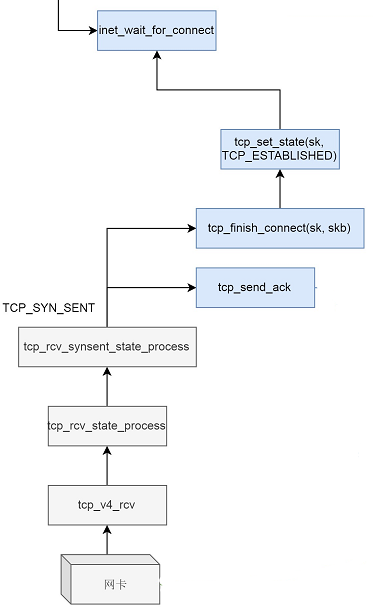 inet_wait_for_connect
tcp_set_state(sk,
TCP_ESTABLISHED)
tcp_finish_connect(sk, skb)
tcp_send_ack
TCP_SYN_SENT
tcp_rcv_synsent_state_process
tcp_rcv_state_process
tcp_v4_rcv
网卡